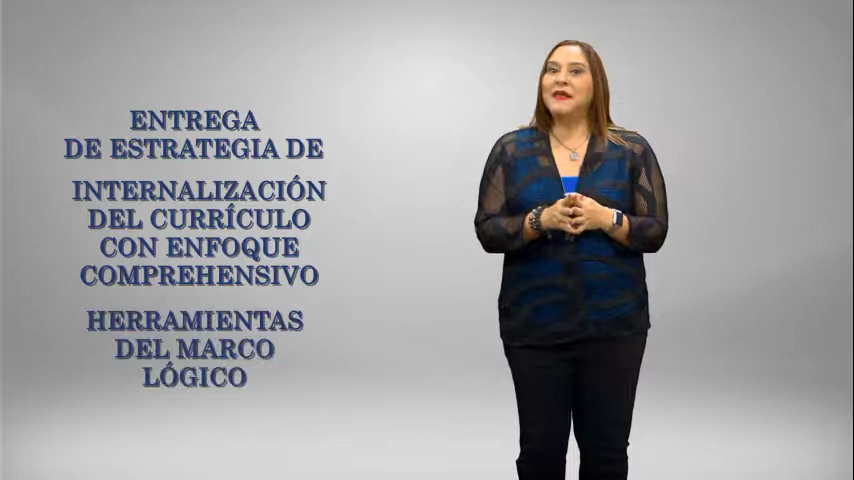 ENTREGA
DE ESTRATEGIA DE
INTERNALIZACIÓN
DEL CURRÍCULO
CON ENFOQUE
COMPREHENSIVO
HERRAMIENTAS
DEL MARCO
LÓGICO